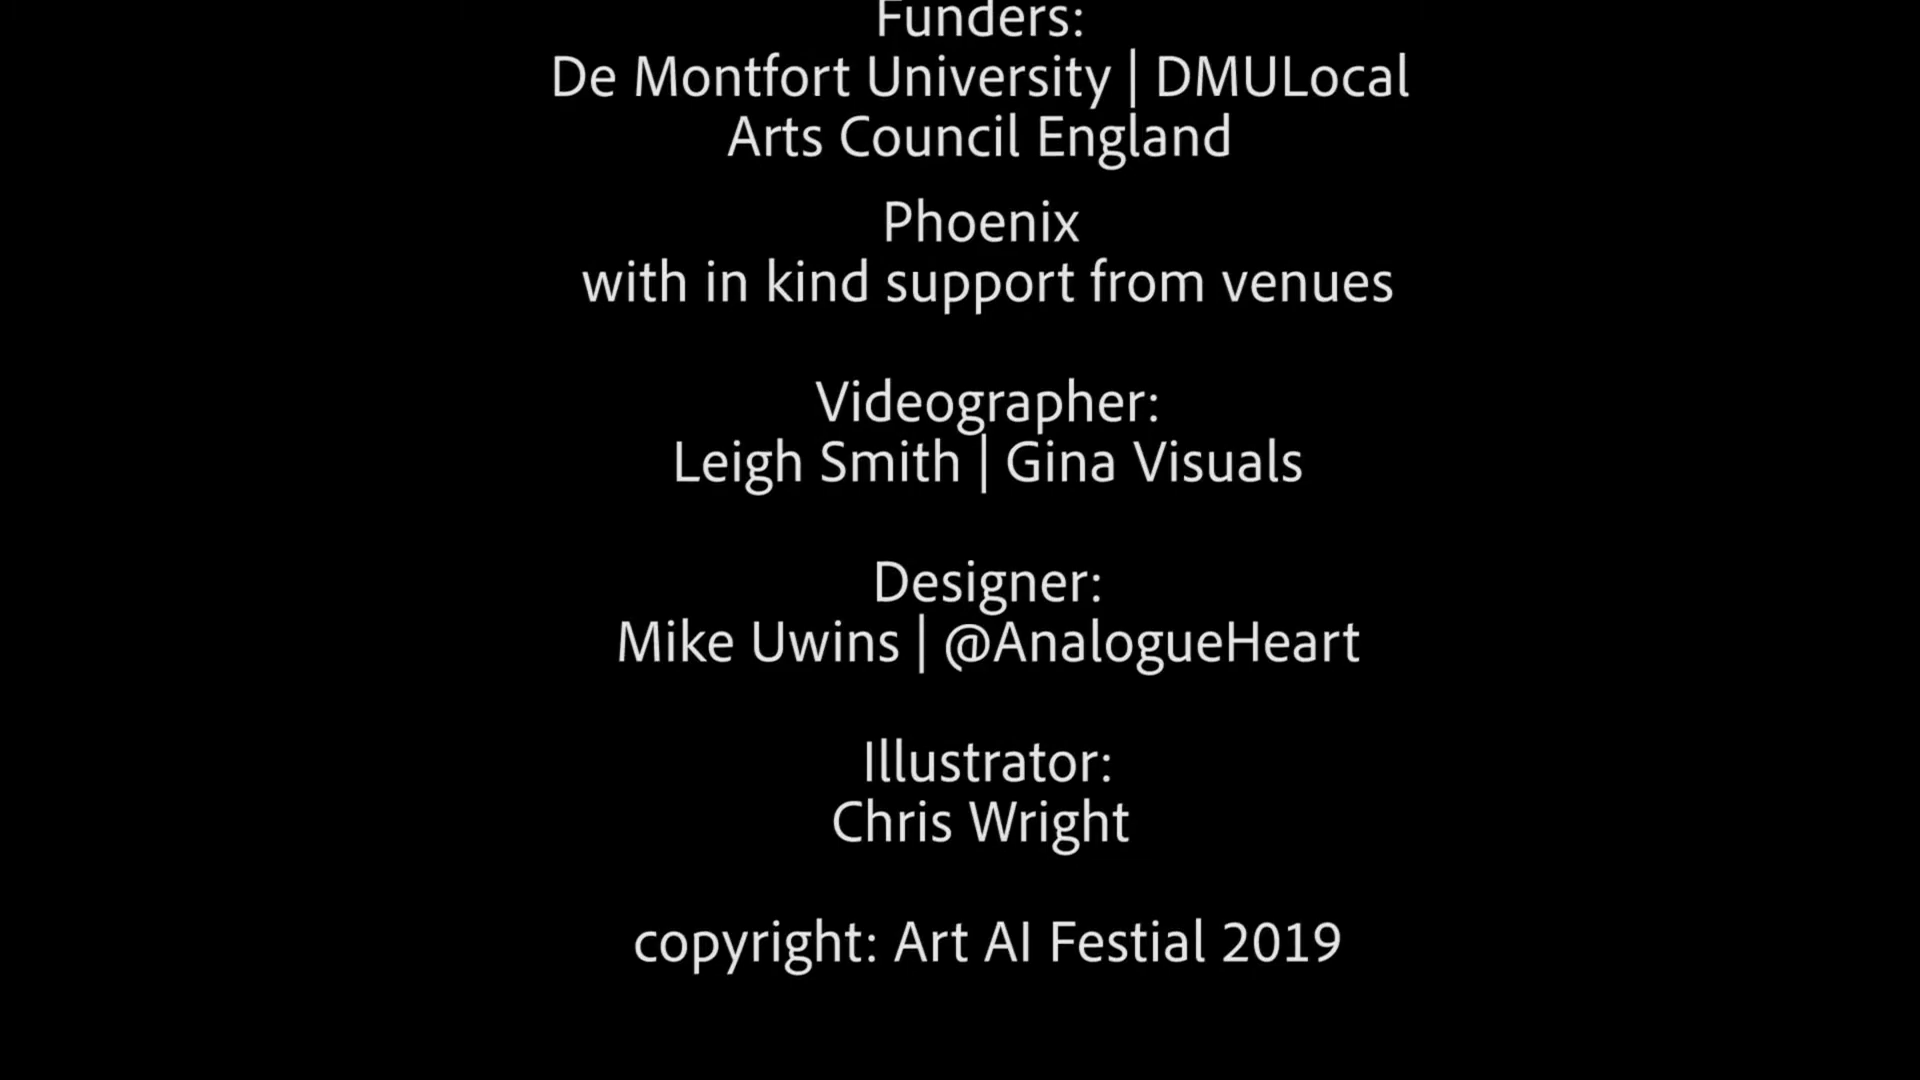 Funders:
De Montfort University | DMULocal
Arts Council England
Phoenix
with in kind support from venues
Videographer:
Leigh Smith | Gina Visuals
Designer:
Mike Uwins | @AnalogueHeart
Illustrator:
Chris Wright
copyright: Art AI Festial 2019